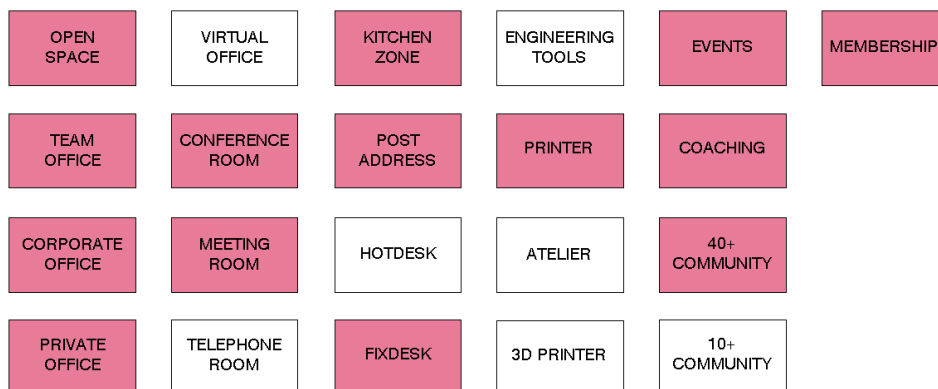 OPEN
SPACE
VIRTUAL
OFFICE
KITCHEN
ZONE
ENGINEERING
TOOLS
EVENTS
MEMBERSHIP
TEAM
OFFICE
CONFERENCE
ROOM
POST
ADDRESS
PRINTER
COACHING
CORPORATE
OFFICE
MEETING
ROOM
HOTDESK
ATELIER
40+
COMMUNITY
PRIVATE
OFFICE
TELEPHONE
ROOM
FIXDESK
3D PRINTER
10+
COMMUNITY